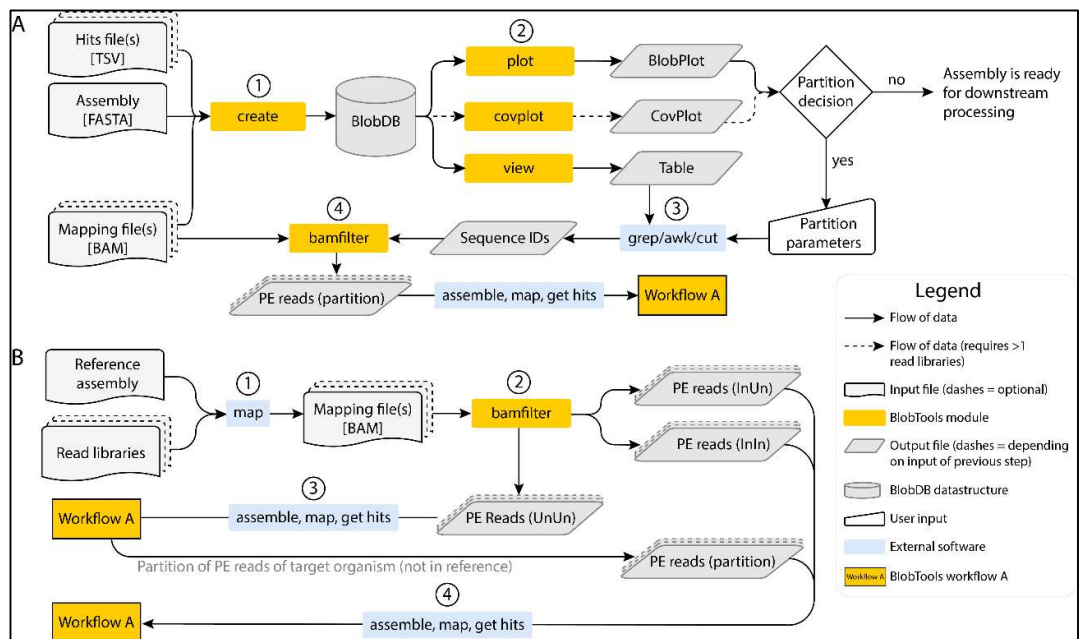 A
Hits file(s)
[TSV]
Assembly
[FASTA]
Mapping file(s)
[BAM]
1
create
BlobDB
2
plot
covplot
view
BlobPlot
CovPlot
Table
Partition
decision
no
Assembly is ready
for downstream
processing
yes
Partition
parameters
3
grep/awk/cut
Sequence IDs
4
bamfilter
PE reads (partition)
assemble, map, get hits
Workflow A
B
Reference
assembly
Read libraries
1
map
Mapping file(s)
[BAM]
2
bamfilter
PE reads (InUn)
PE reads (InIn)
PE Reads (UnUn)
3
assemble, map, get hits
Workflow A
Partition of PE reads of target organism (not in reference)
PE reads (partition)
4
assemble, map, get hits
Workflow A
Legend
Flow of data
Flow of data (requires >1
read libraries)
Input file (dashes = optional)
BlobTools module
Output file (dashes = depending
on input of previous step)
BlobDB datastructure
User input
External software
Workflow A
BlobTools workflow A